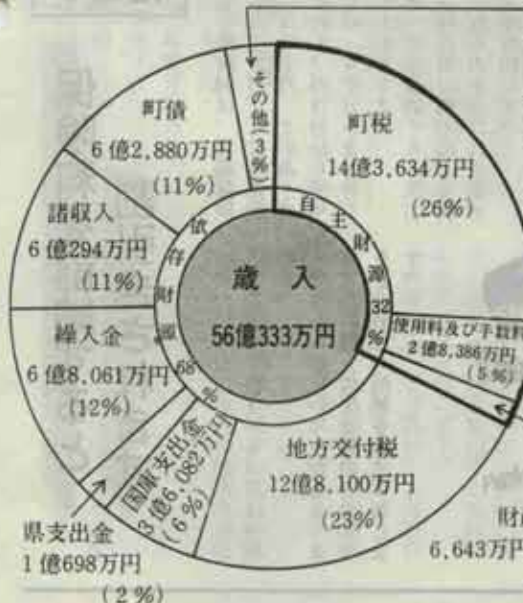 町税
14億3,634万円
(26%)
使用料及び手数料
2億8,386万円
(5%)
財
6,643万円
地方交付税
12億8,100万円
(23%)
国庫支出金
3億6,082万円
(6%)
県支出金
1億698万円
(2%)
繰入金
6億8,061万円
(12%)
諸収入
6億294万円
(11%)
町債
6億2,880万円
(11%)
その他(3%)
自主財源32%
依存財源68%
歳入
56億333万円